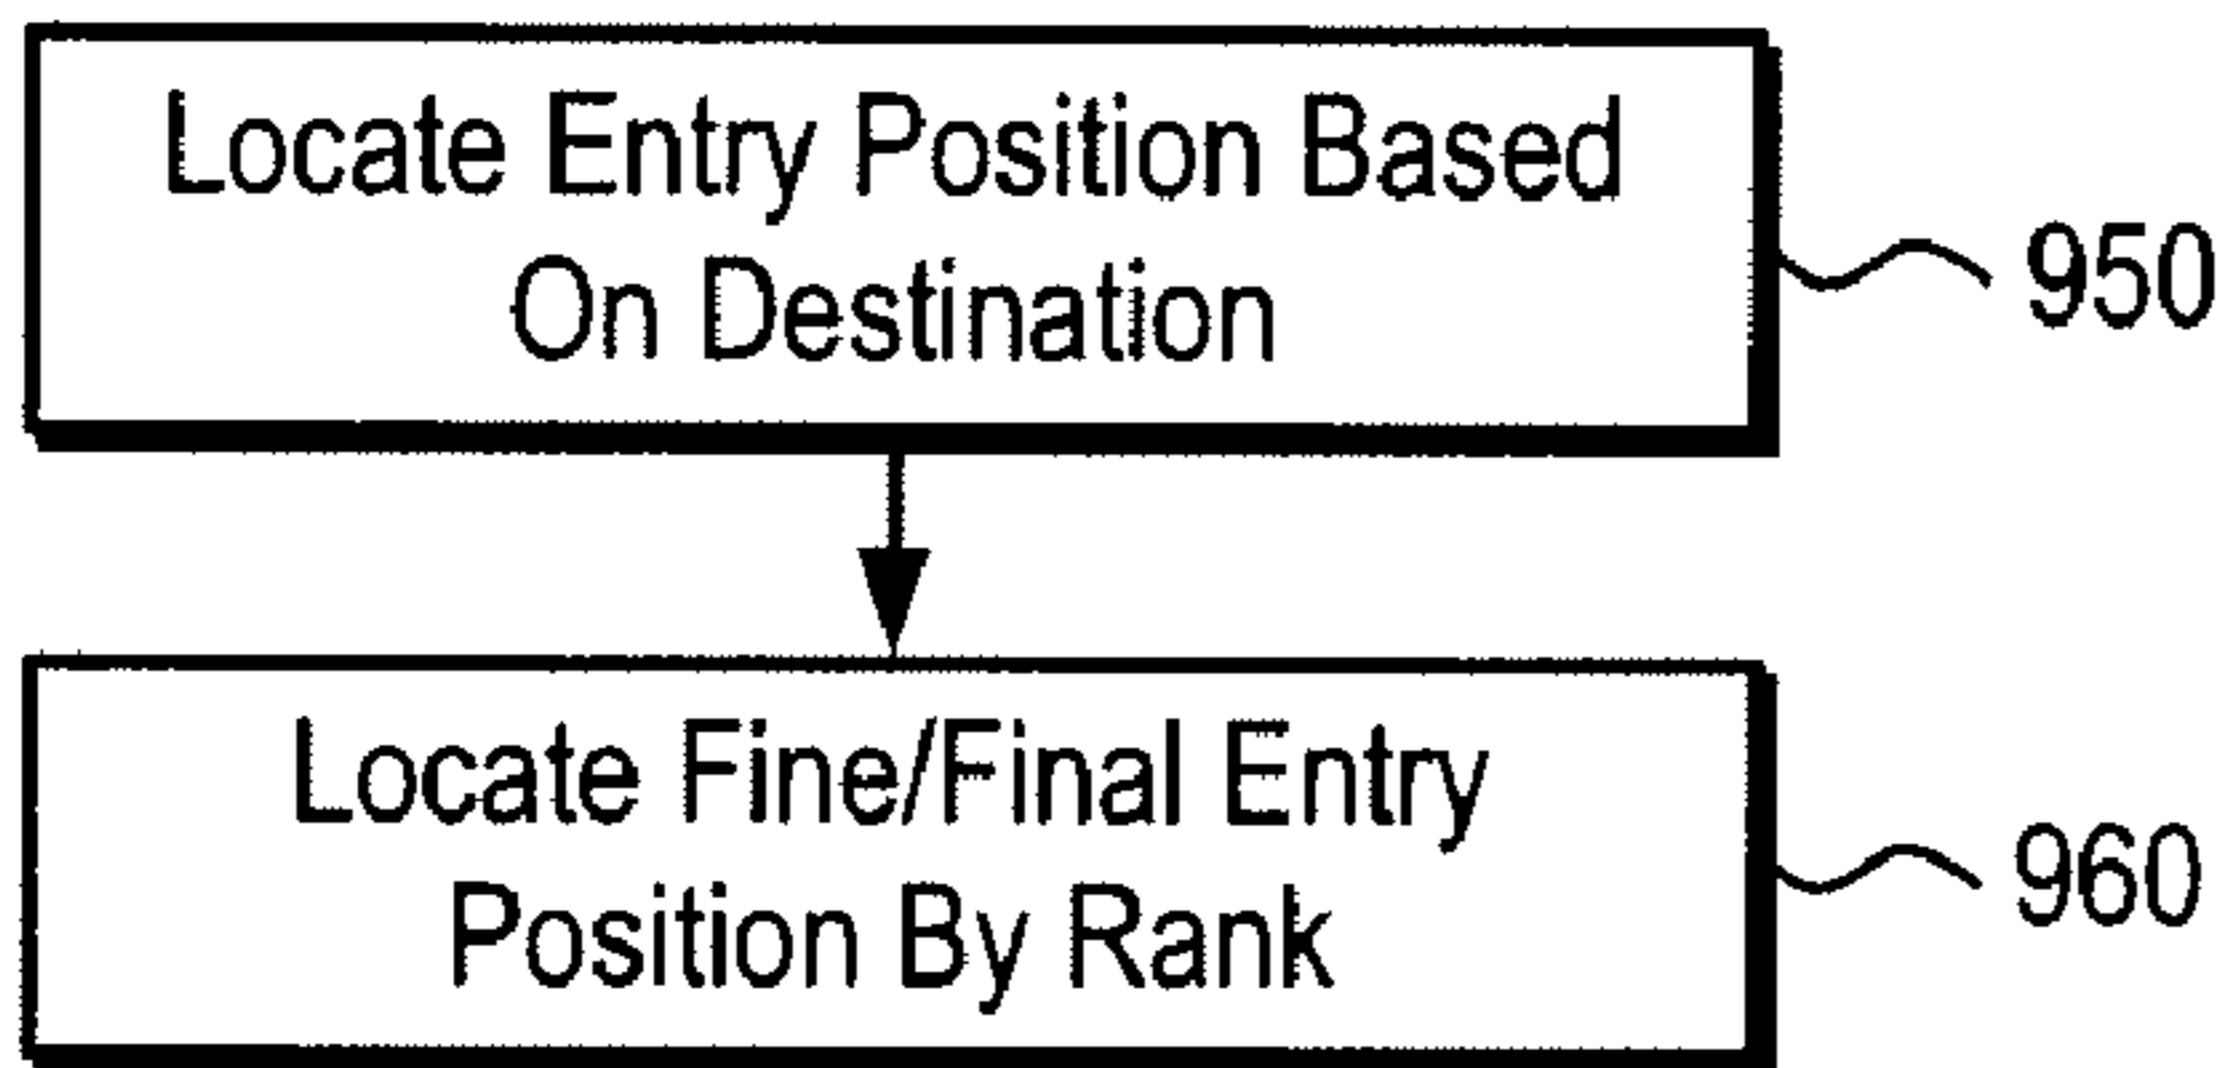 Locate Entry Position Based
On Destination
950
Locate Fine/Final Entry
Position By Rank
960